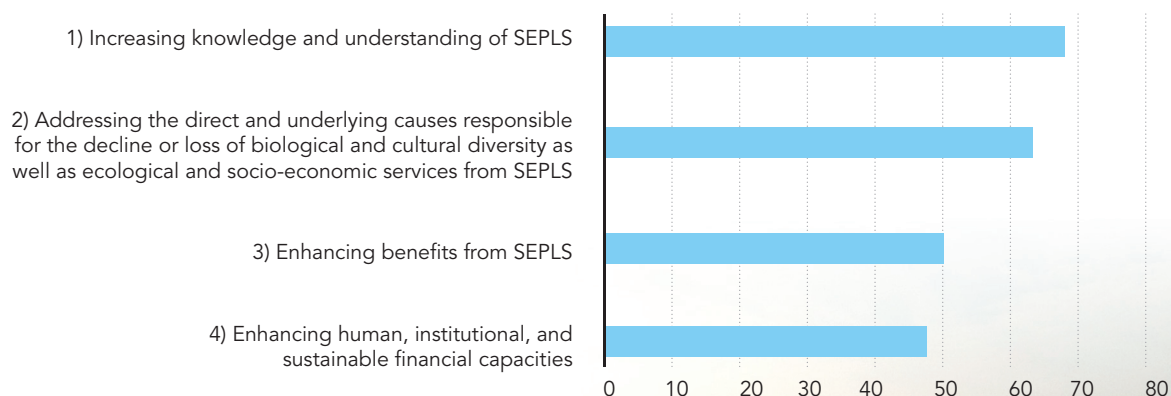 1) Increasing knowledge and understanding of SEPLS
2) Addressing the direct and underlying causes responsible
for the decline or loss of biological and cultural diversity as
well as ecological and socio-economic services from SEPLS
3) Enhancing benefits from SEPLS
4) Enhancing human, institutional, and
sustainable financial capacities
0 10 20 30 40 50 60 70 80